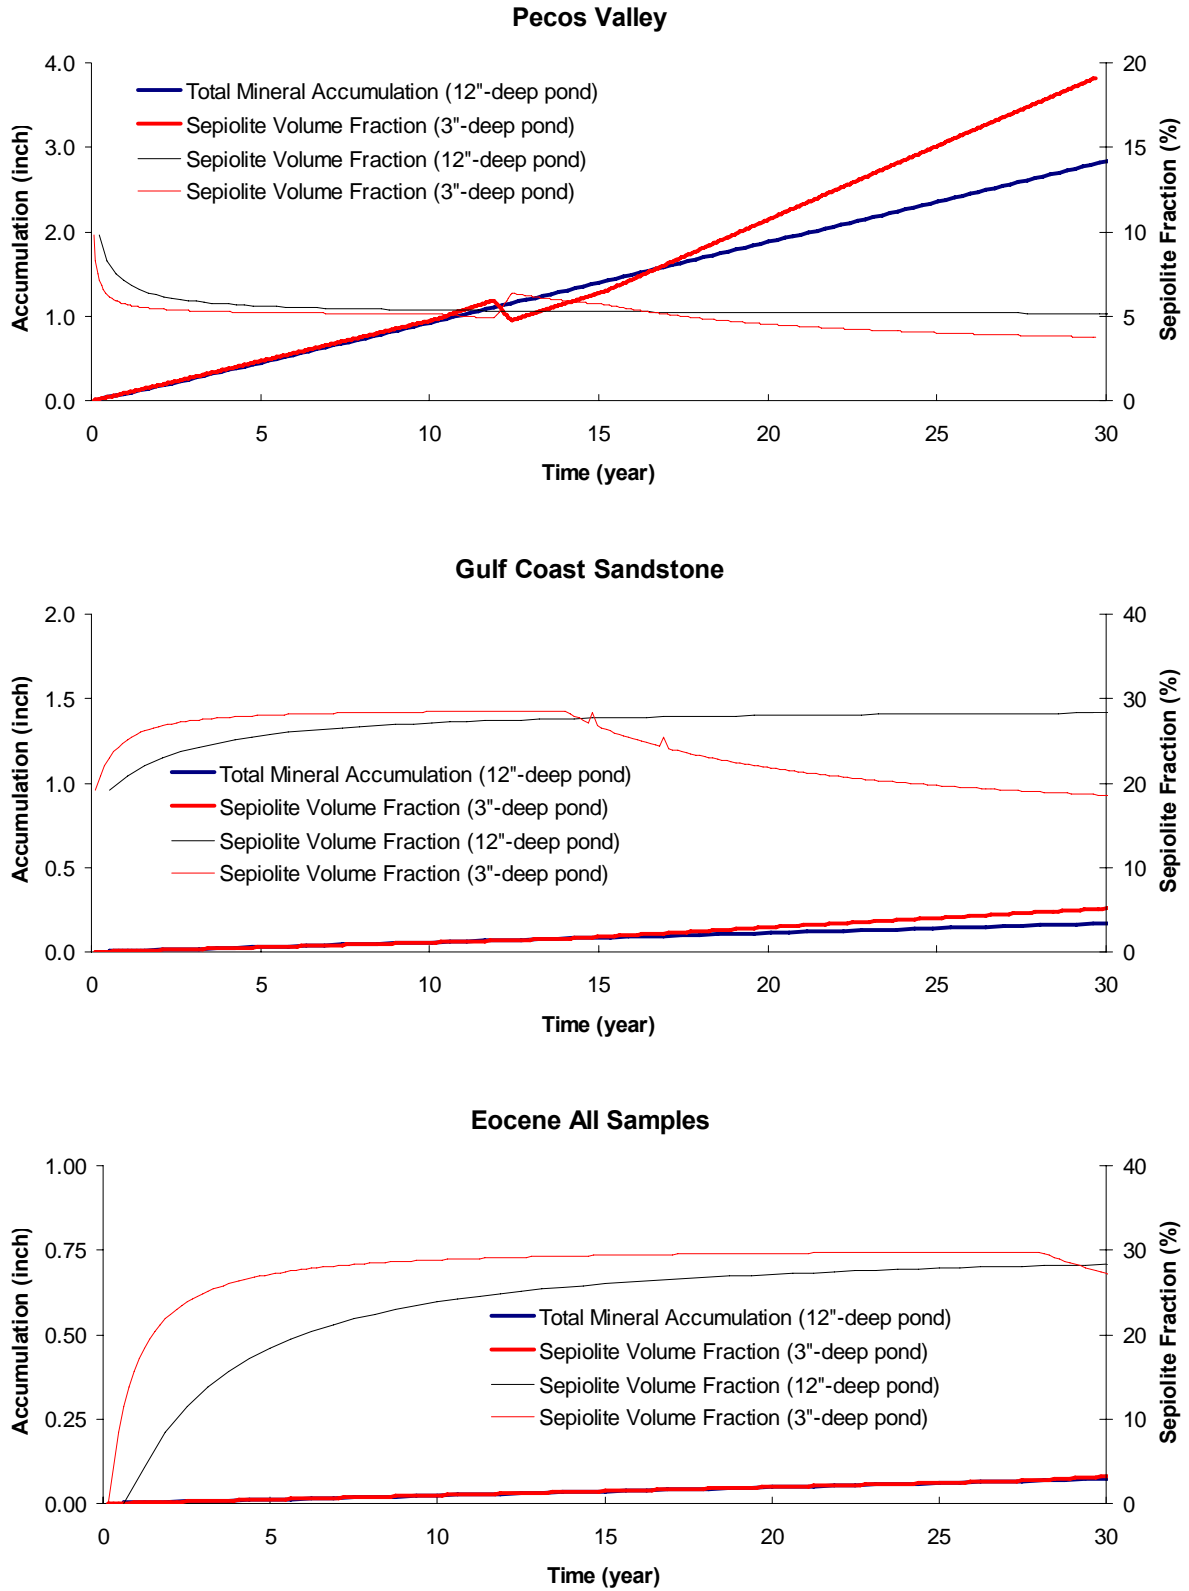 Pecos Valley
4.0
3.0
2.0
1.0
0.0
Accumulation (inch)
Total Mineral Accumulation (12"-deep pond)
Sepiolite Volume Fraction (3"-deep pond)
Sepiolite Volume Fraction (12"-deep pond)
Sepiolite Volume Fraction (3"-deep pond)
20
15
10
5
0
Sepiolite Fraction (%)
0 5 10 15 20 25 30
Time (year)
Gulf Coast Sandstone
2.0
1.5
1.0
0.5
0.0
Accumulation (inch)
Total Mineral Accumulation (12"-deep pond)
Sepiolite Volume Fraction (3"-deep pond)
Sepiolite Volume Fraction (12"-deep pond)
Sepiolite Volume Fraction (3"-deep pond)
40
30
20
10
0
Sepiolite Fraction (%)
0 5 10 15 20 25 30
Time (year)
Eocene All Samples
1.00
0.75
0.50
0.25
0.00
Accumulation (inch)
Total Mineral Accumulation (12"-deep pond)
Sepiolite Volume Fraction (3"-deep pond)
Sepiolite Volume Fraction (12"-deep pond)
Sepiolite Volume Fraction (3"-deep pond)
40
30
20
10
0
Sepiolite Fraction (%)
0 5 10 15 20 25 30
Time (year)